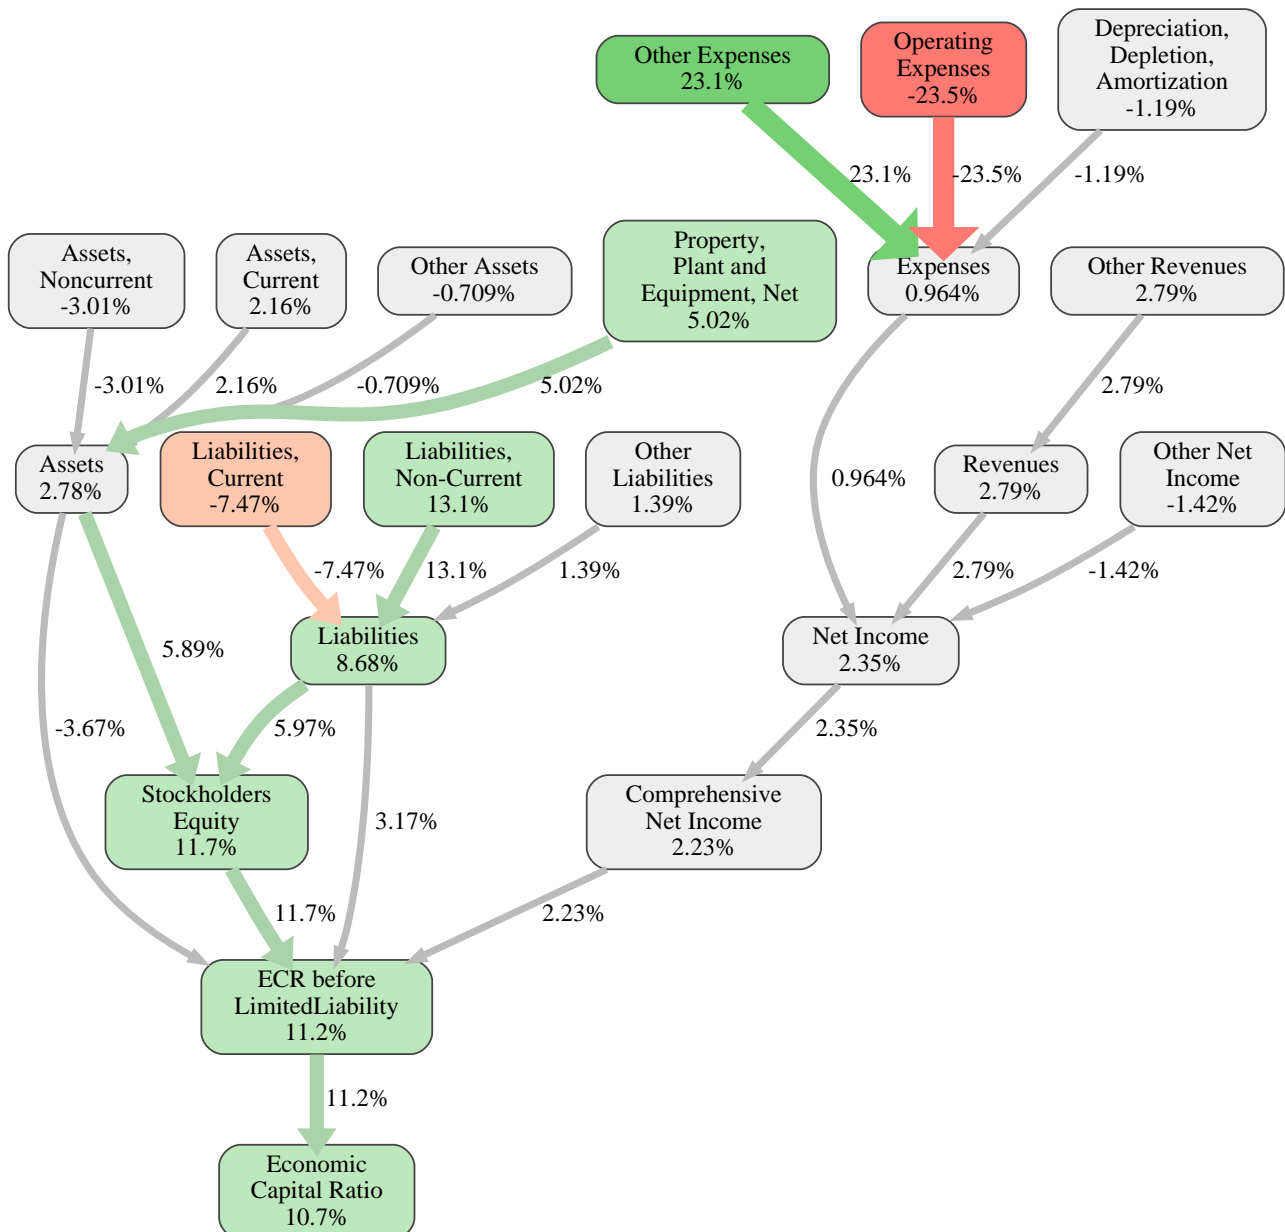 Other Expenses
23.1%
Operating
Expenses
-23.5%
Depreciation,
Depletion,
Amortization
-1.19%
23.1%
-23.5%
-1.19%
Assets,
Noncurrent
-3.01%
Assets,
Current
2.16%
Other Assets
-0.709%
Property,
Plant and
Equipment, Net
5.02%
Expenses
0.964%
Other Revenues
2.79%
-3.01%
2.16%
-0.709%
5.02%
2.79%
Assets
2.78%
Liabilities,
Current
-7.47%
Liabilities,
Non-Current
13.1%
Other
Liabilities
1.39%
0.964%
Revenues
2.79%
Other Net
Income
-1.42%
-7.47%
13.1%
1.39%
2.79%
-1.42%
5.89%
Liabilities
8.68%
Net Income
2.35%
-3.67%
5.97%
2.35%
Stockholders
Equity
11.7%
3.17%
Comprehensive
Net Income
2.23%
11.7%
2.23%
ECR before
LimitedLiability
11.2%
11.2%
Economic
Capital Ratio
10.7%